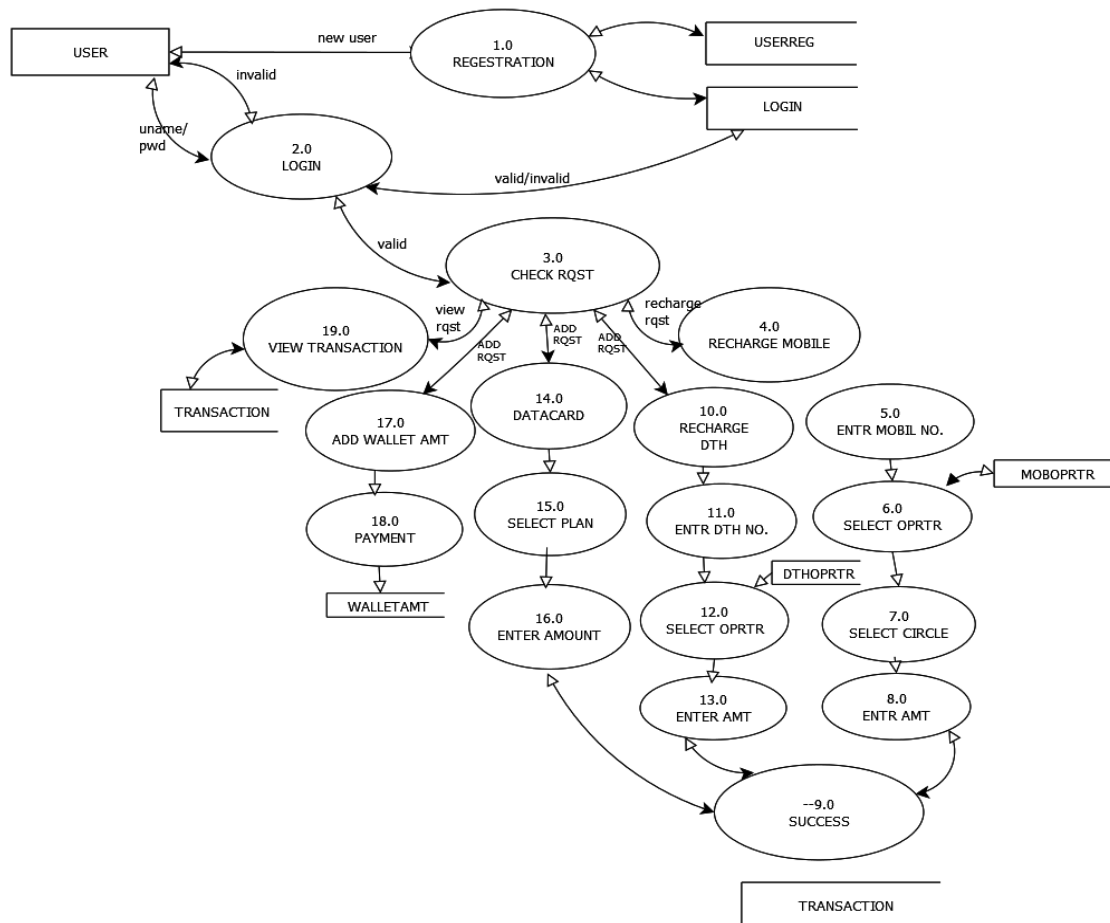 new user
1.0
REGESTRATION
USERREG
USER
invalid
LOGIN
uname/
pwd
2.0
LOGIN
valid/invalid
valid
3.0
CHECK RQST
view
rqst
recharge
rqst
19.0
VIEW TRANSACTION
ADD
RQST
ADD
RQST
ADD
RQST
4.0
RECHARGE MOBILE
TRANSACTION
17.0
ADD WALLET AMT
14.0
DATACARD
10.0
RECHARGE
DTH
5.0
ENTR MOBIL NO.
MOBOPRTR
18.0
PAYMENT
15.0
SELECT PLAN
11.0
ENTR DTH NO.
6.0
SELECT OPRTR
DTHOPRTR
WALLETAMT
16.0
ENTER AMOUNT
12.0
SELECT OPRTR
7.0
SELECT CIRCLE
13.0
ENTER AMT
8.0
ENTR AMT
--9.0
SUCCESS
TRANSACTION